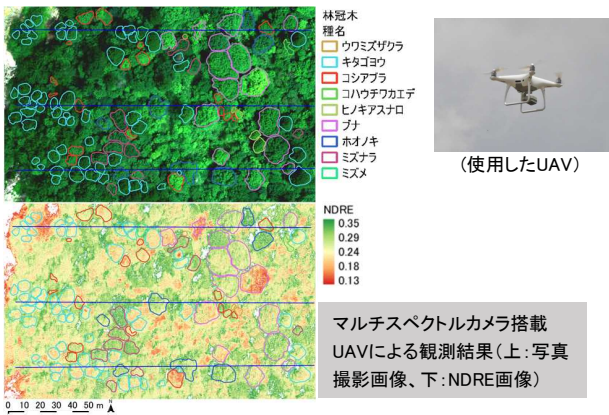 林冠木
種名
ウワミズザクラ
キタゴヨウ
コシアブラ
コハウチワカエデ
ヒノキアスナロ
ブナ
ホオノキ
ミズナラ
ミズメ
(使用したUAV)
NDRE
0.35
0.29
0.24
0.18
0.13
マルチスペクトルカメラ搭載
UAVによる観測結果(上:写真
撮影画像、下:NDRE画像)
0 10 20 30 40 50 m
N